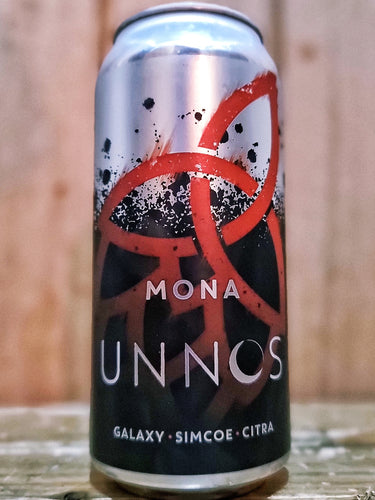 MONA
UNNOS
GALAXY · SIMCOE · CITRA